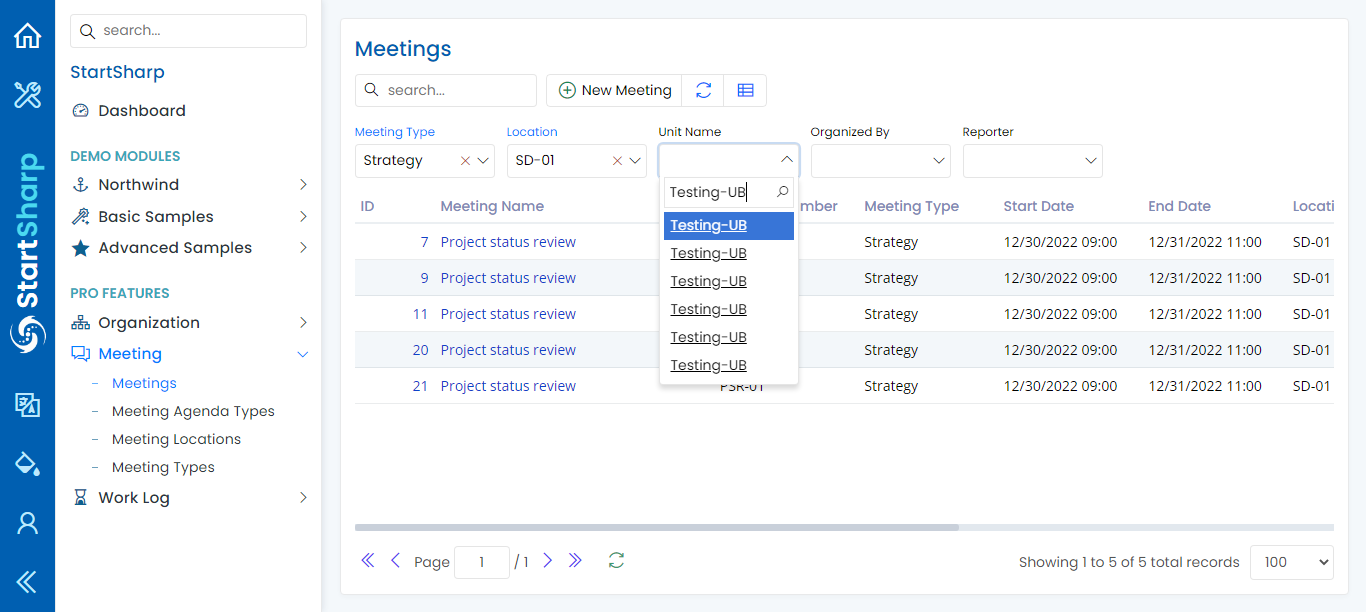 search...
StartSharp
Dashboard
DEMO MODULES
Northwind
Basic Samples
Advanced Samples
PRO FEATURES
Organization
Meeting
Meetings
Meeting Agenda Types
Meeting Locations
Meeting Types
Work Log
StartSharp
Meetings
search...
New Meeting
Meeting Type
Location
Unit Name
Organized By
Reporter
Strategy
SD-01
Testing-UB
Testing-UB
Testing-UB
Testing-UB
Testing-UB
Testing-UB
Testing-UB
ID Meeting Name mber Meeting Type Start Date End Date Locati
7 Project status review Strategy 12/30/2022 09:00 12/31/2022 11:00 SD-01
9 Project status review Strategy 12/30/2022 09:00 12/31/2022 11:00 SD-01
11 Project status review Strategy 12/30/2022 09:00 12/31/2022 11:00 SD-01
20 Project status review Strategy 12/30/2022 09:00 12/31/2022 11:00 SD-01
21 Project status review PSR-01 Strategy 12/30/2022 09:00 12/31/2022 11:00 SD-01
Page 1 / 1
Showing 1 to 5 of 5 total records 100